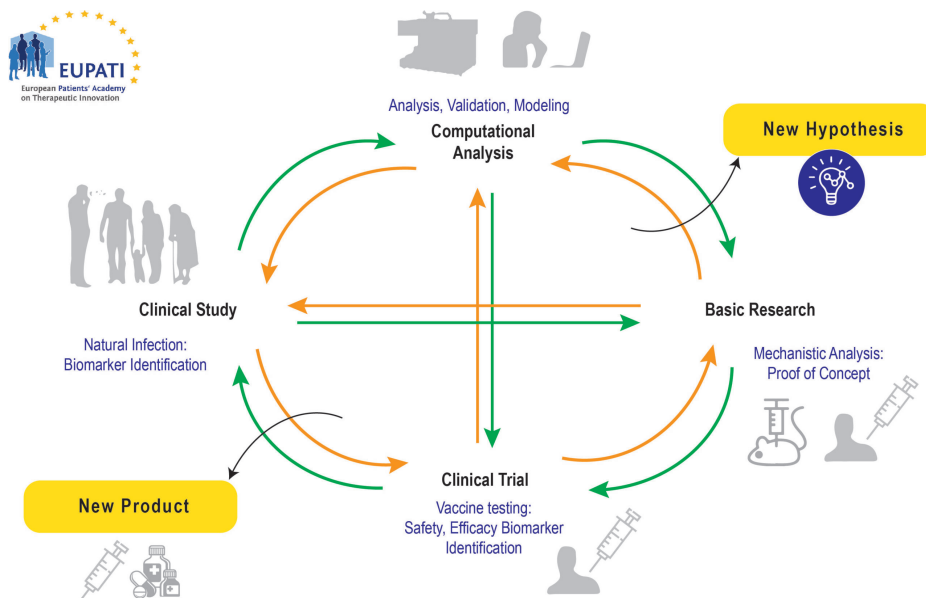 EUPATI
European Patients' Academy
on Therapeutic Innovation
Analysis, Validation, Modeling
Computational
Analysis
New Hypothesis
Clinical Study
Natural Infection:
Biomarker Identification
Basic Research
Mechanistic Analysis:
Proof of Concept
Clinical Trial
Vaccine testing:
Safety, Efficacy Biomarker
Identification
New Product